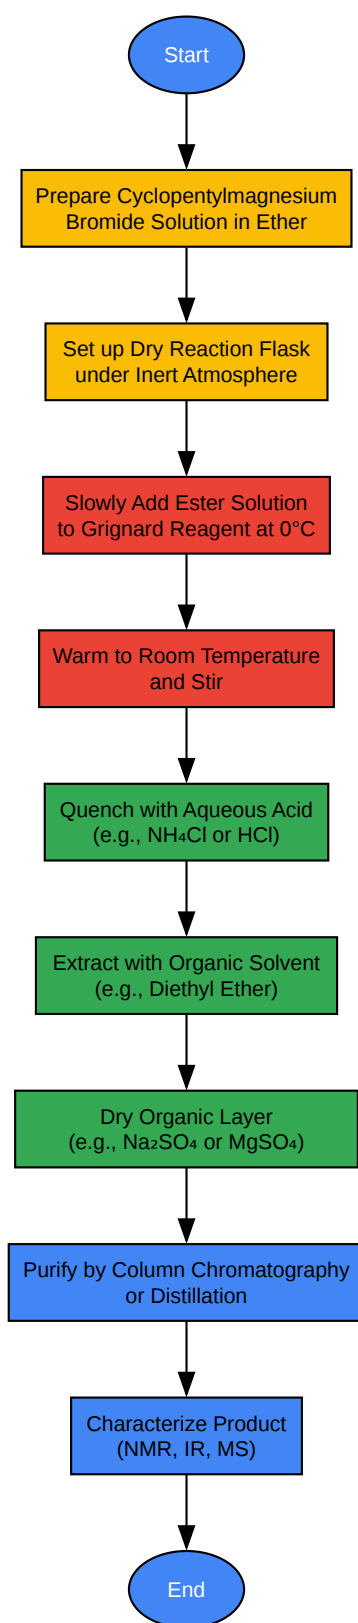 Start
Prepare Cyclopentylmagnesium
Bromide Solution in Ether
Set up Dry Reaction Flask
under Inert Atmosphere
Slowly Add Ester Solution
to Grignard Reagent at 0°C
Warm to Room Temperature
and Stir
Quench with Aqueous Acid
(e.g., NH₄Cl or HCl)
Extract with Organic Solvent
(e.g., Diethyl Ether)
Dry Organic Layer
(e.g., Na₂SO₄ or MgSO₄)
Purify by Column Chromatography
or Distillation
Characterize Product
(NMR, IR, MS)
End